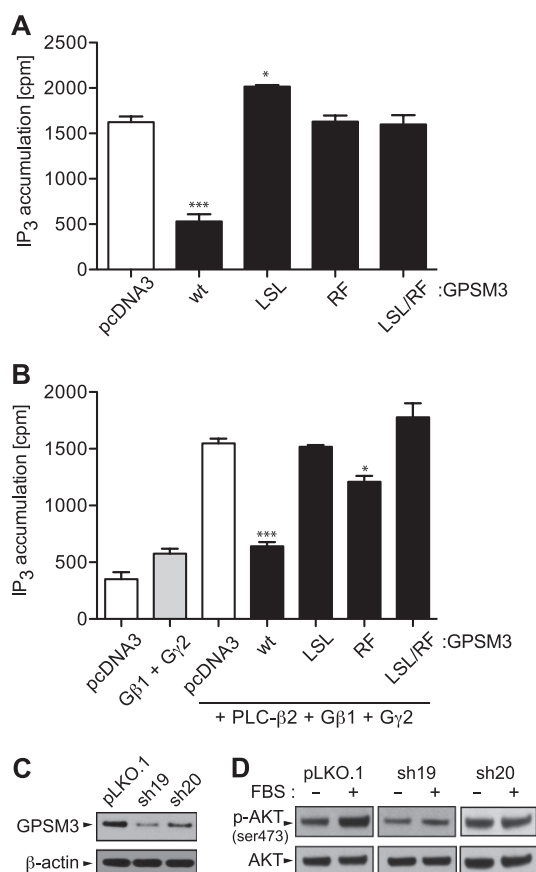 A
IP3 accumulation [cpm]
2500
2000
1500
1000
500
0
***
*
pcDNA3
wt
LSL
RF
LSL/RF
:GPSM3
B
IP3 accumulation [cpm]
2000
1500
1000
500
0
***
*
pcDNA3
Gβ1 + Gγ2
pcDNA3
wt
LSL
RF
LSL/RF
:GPSM3
+ PLC-β2 + Gβ1 + Gγ2
C
pLKO.1
sh19
sh20
GPSM3
β-actin
D
pLKO.1 sh19 sh20
FBS : – + – + – +
p-AKT
(ser473)
AKT